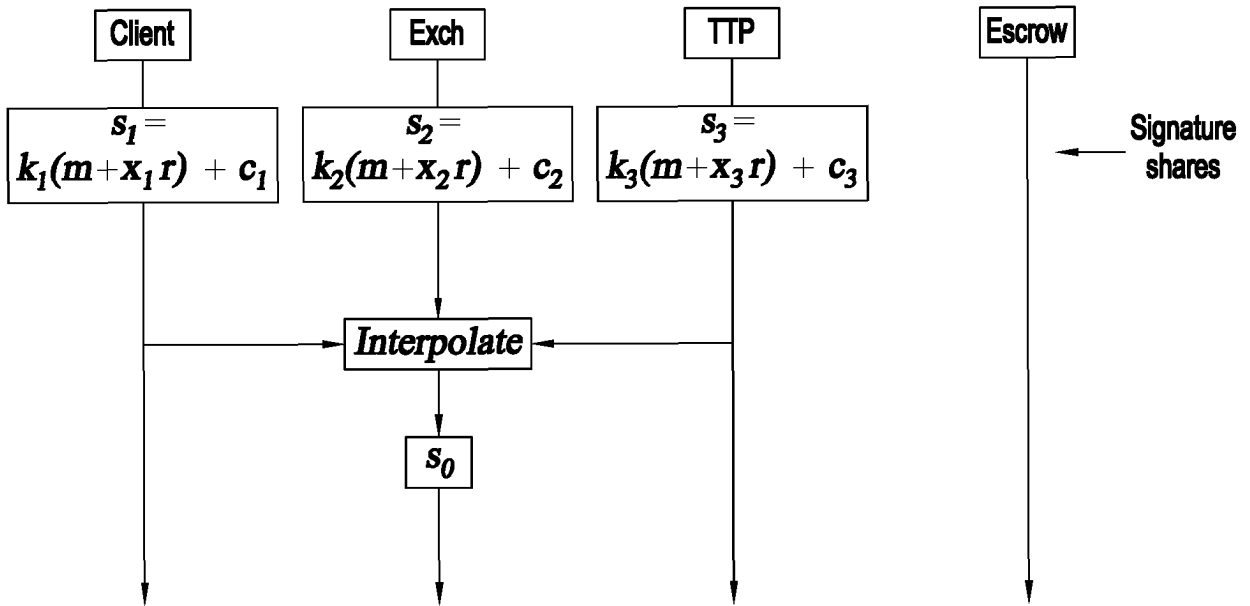 Client
Exch
TTP
Escrow
s₁=
k₁(m+x₁r) + c₁
s₂=
k₂(m+x₂r) + c₂
s₃=
k₃(m+x₃r) + c₃
Signature
shares
Interpolate
s₀